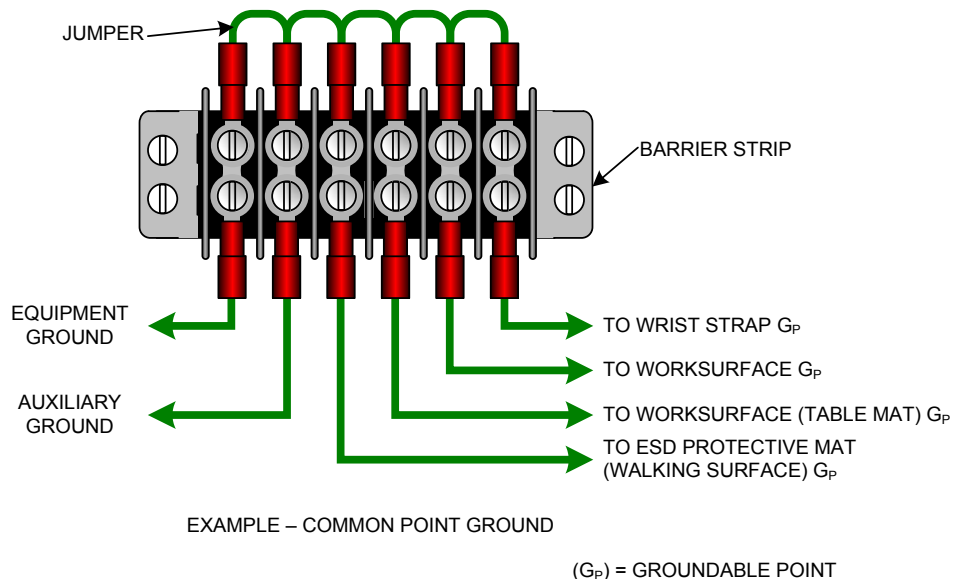 JUMPER
BARRIER STRIP
EQUIPMENT
GROUND
TO WRIST STRAP GP
TO WORKSURFACE GP
AUXILIARY
GROUND
TO WORKSURFACE (TABLE MAT) GP
TO ESD PROTECTIVE MAT
(WALKING SURFACE) GP
EXAMPLE – COMMON POINT GROUND
(GP) = GROUNDABLE POINT